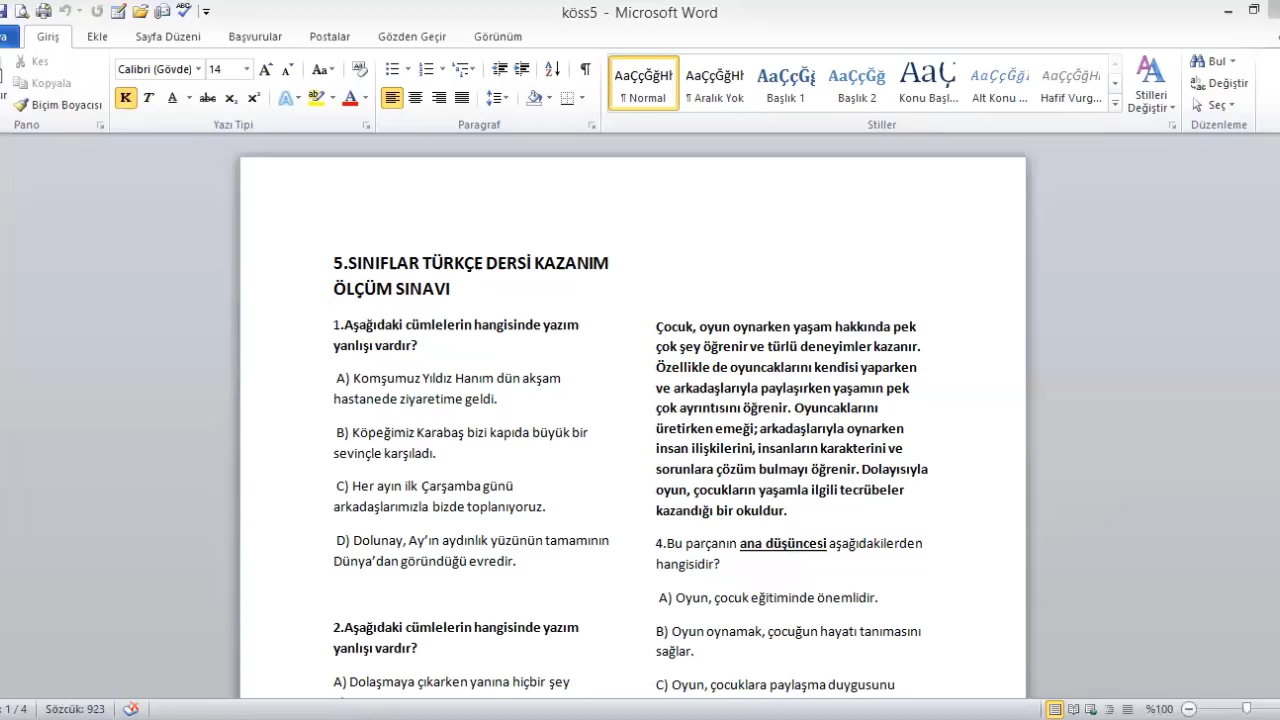 köss5 - Microsoft Word
Giriş Ekle Sayfa Düzeni Başvurular Postalar Gözden Geçir Görünüm
Kes
Kopyala
Biçim Boyacısı
Pano
Calibri (Gövde) 14
Aa
K T A abc x₂ x² A ab A
Yazı Tipi
Paragraf
AaÇçĞğHł AaÇçĞğHł AaÇçĞğ AaÇçĞğ AaÇ AaÇçĞğI AaÇçĞğHı
¶ Normal ¶ Aralık Yok Başlık 1 Başlık 2 Konu Başl... Alt Konu ... Hafif Vurg...
Stiller
Stilleri
Değiştir
Bul
Değiştir
Seç
Düzenleme
5.SINIFLAR TÜRKÇE DERSİ KAZANIM
ÖLÇÜM SINAVI
1.Aşağıdaki cümlelerin hangisinde yazım
yanlışı vardır?
A) Komşumuz Yıldız Hanım dün akşam
hastanede ziyaretime geldi.
B) Köpeğimiz Karabaş bizi kapıda büyük bir
sevinçle karşıladı.
C) Her ayın ilk Çarşamba günü
arkadaşlarımızla bizde toplanıyoruz.
D) Dolunay, Ay’ın aydınlık yüzünün tamamının
Dünya’dan göründüğü evredir.
2.Aşağıdaki cümlelerin hangisinde yazım
yanlışı vardır?
A) Dolaşmaya çıkarken yanına hiçbir şey
Çocuk, oyun oynarken yaşam hakkında pek
çok şey öğrenir ve türlü deneyimler kazanır.
Özellikle de oyuncaklarını kendisi yaparken
ve arkadaşlarıyla paylaşırken yaşamın pek
çok ayrıntısını öğrenir. Oyuncaklarını
üretirken emeği; arkadaşlarıyla oynarken
insan ilişkilerini, insanların karakterini ve
sorunlara çözüm bulmayı öğrenir. Dolayısıyla
oyun, çocukların yaşamla ilgili tecrübeler
kazandığı bir okuldur.
4.Bu parçanın ana düşüncesi aşağıdakilerden
hangisidir?
A) Oyun, çocuk eğitiminde önemlidir.
B) Oyun oynamak, çocuğun hayatı tanımasını
sağlar.
C) Oyun, çocuklara paylaşma duygusunu
: 1 / 4 Sözcük: 923 %100